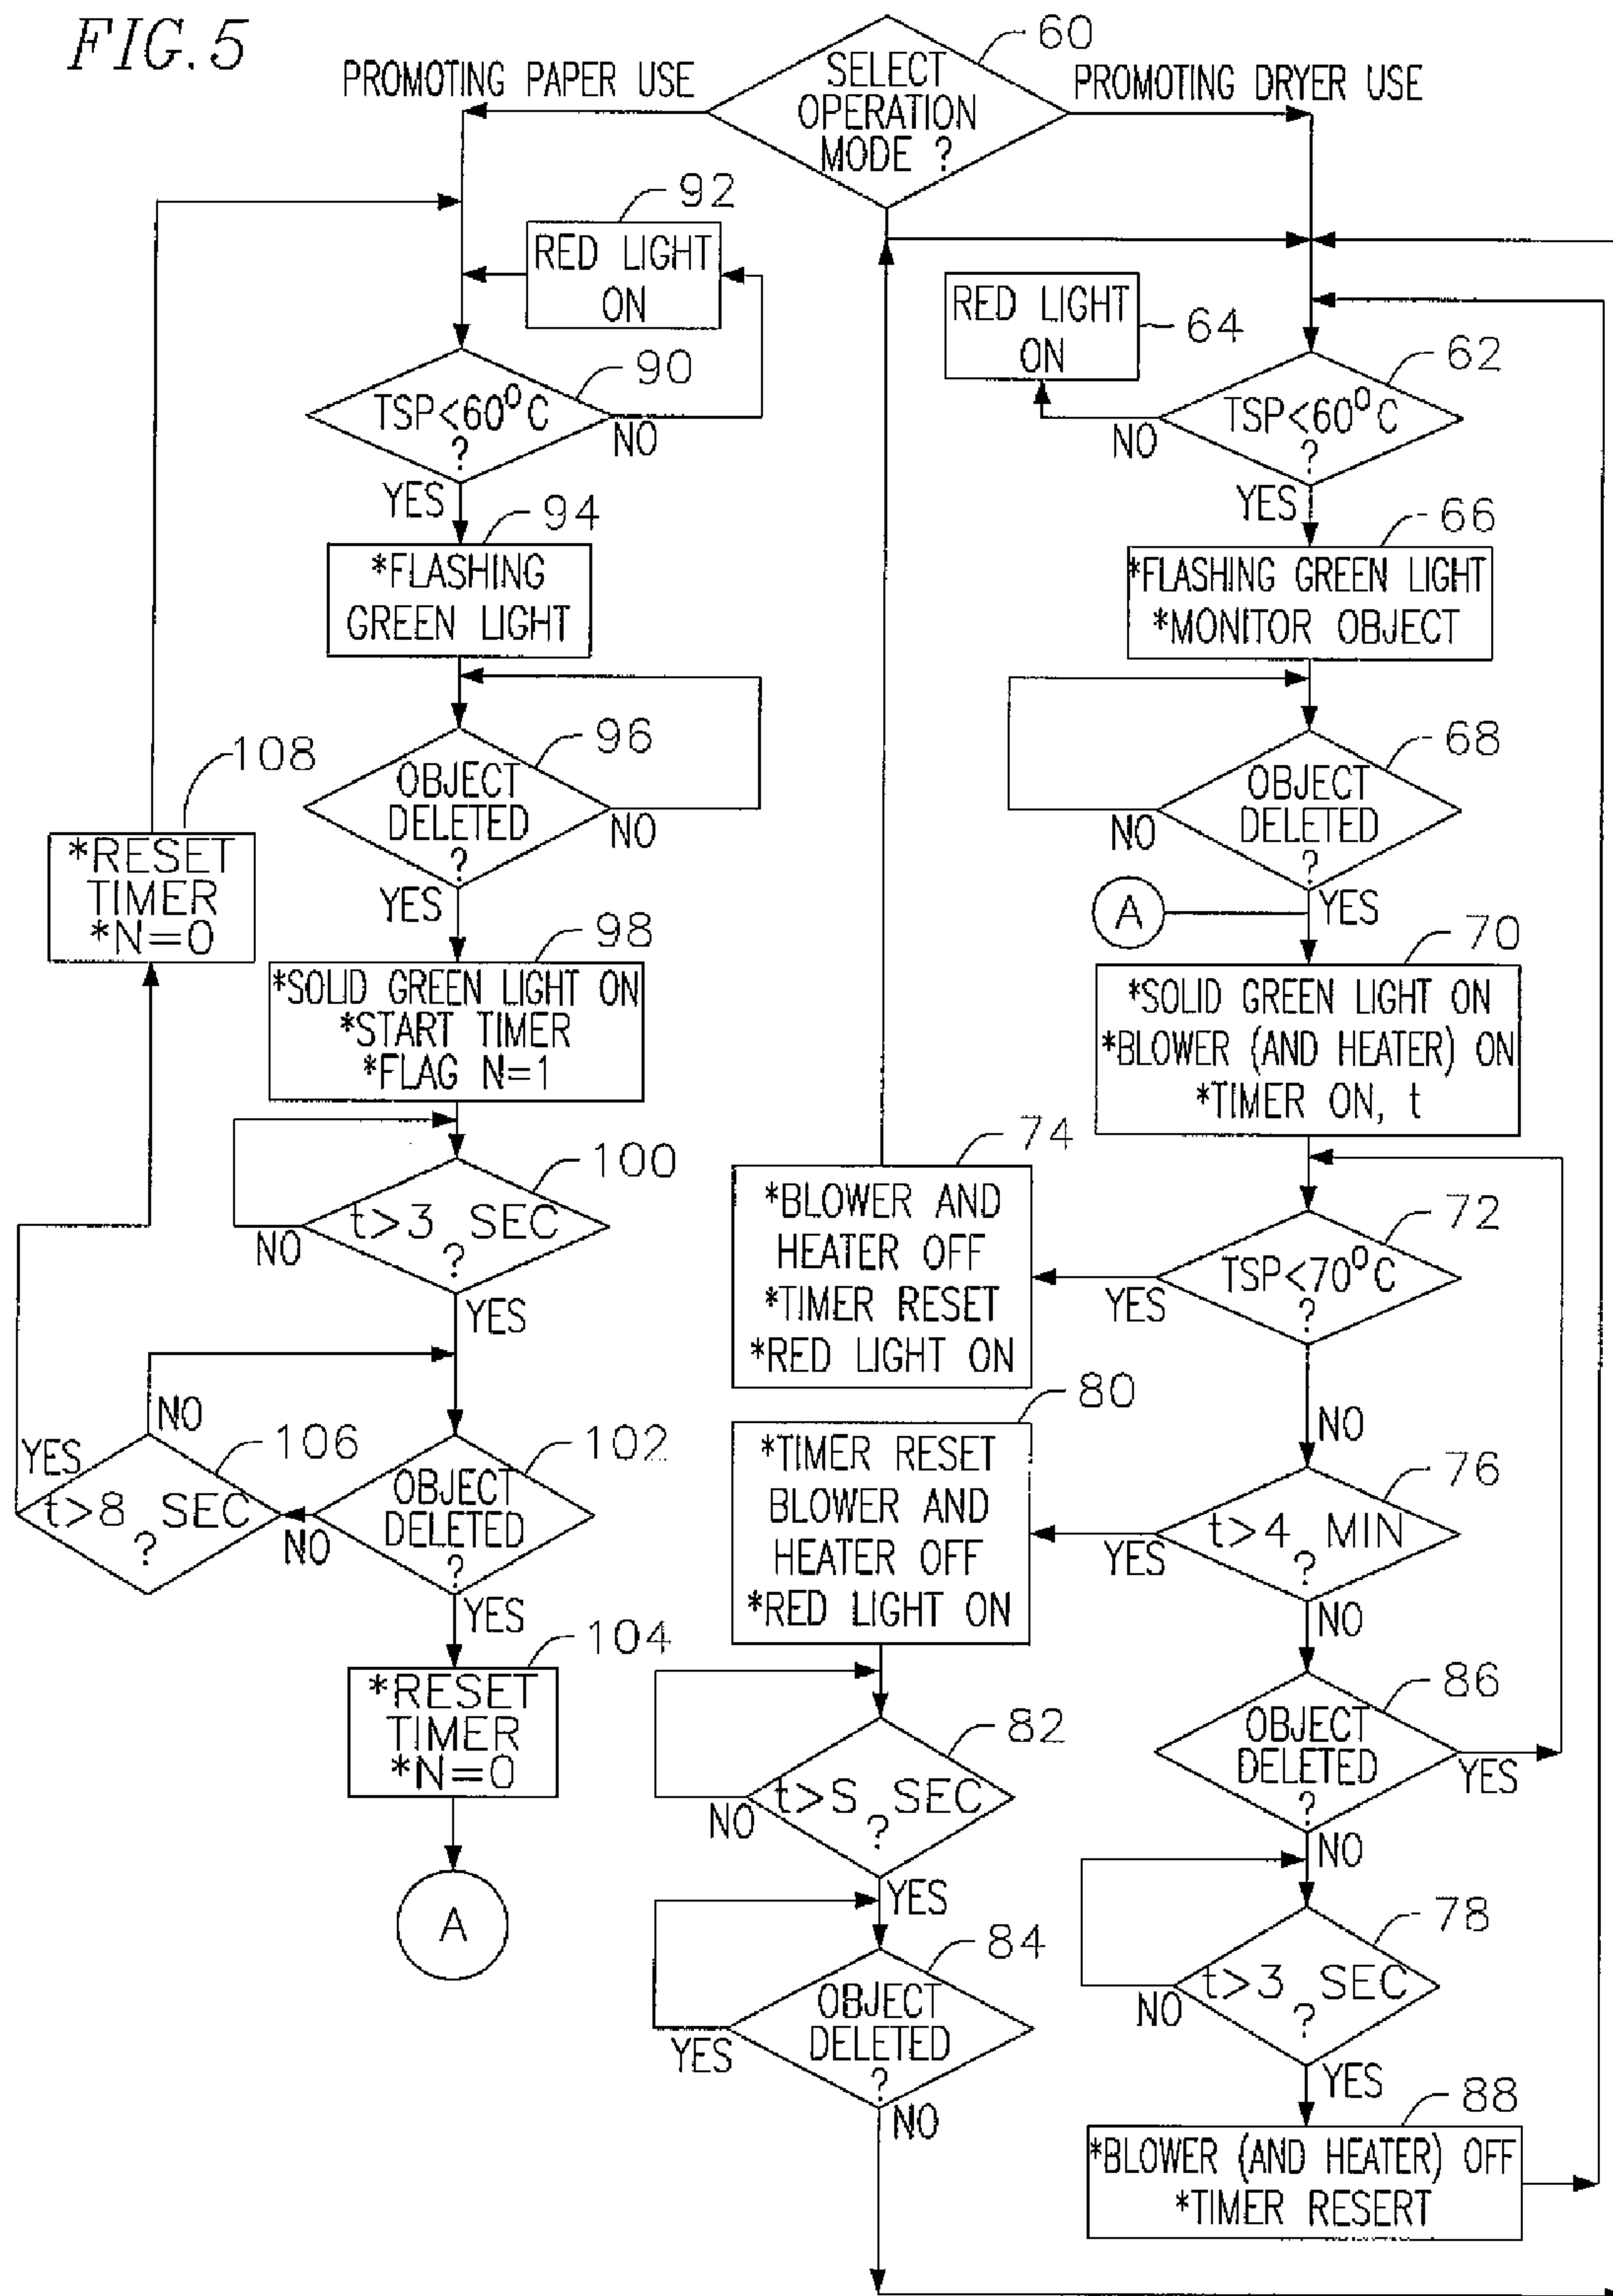 FIG.5
60
PROMOTING PAPER USE
SELECT
OPERATION
MODE ?
PROMOTING DRYER USE
92
RED LIGHT
ON
90
TSP<60°C
?
NO
YES
94
*FLASHING
GREEN LIGHT
96
OBJECT
DELETED
?
NO
YES
108
*RESET
TIMER
*N=0
98
*SOLID GREEN LIGHT ON
*START TIMER
*FLAG N=1
100
t>3 SEC
?
NO
YES
NO
YES
106
t>8 SEC
?
102
OBJECT
DELETED
?
NO
YES
104
*RESET
TIMER
*N=0
A
RED LIGHT
ON
64
62
TSP<60°C
?
NO
YES
66
*FLASHING GREEN LIGHT
*MONITOR OBJECT
68
OBJECT
DELETED
?
NO
YES
A
70
*SOLID GREEN LIGHT ON
*BLOWER (AND HEATER) ON
*TIMER ON, t
74
*BLOWER AND
HEATER OFF
*TIMER RESET
*RED LIGHT ON
72
TSP<70°C
?
YES
NO
80
*TIMER RESET
BLOWER AND
HEATER OFF
*RED LIGHT ON
76
t>4 MIN
?
YES
NO
82
t>S SEC
?
NO
YES
86
OBJECT
DELETED
?
YES
NO
84
OBJECT
DELETED
?
YES
NO
78
t>3 SEC
?
NO
YES
88
*BLOWER (AND HEATER) OFF
*TIMER RESERT